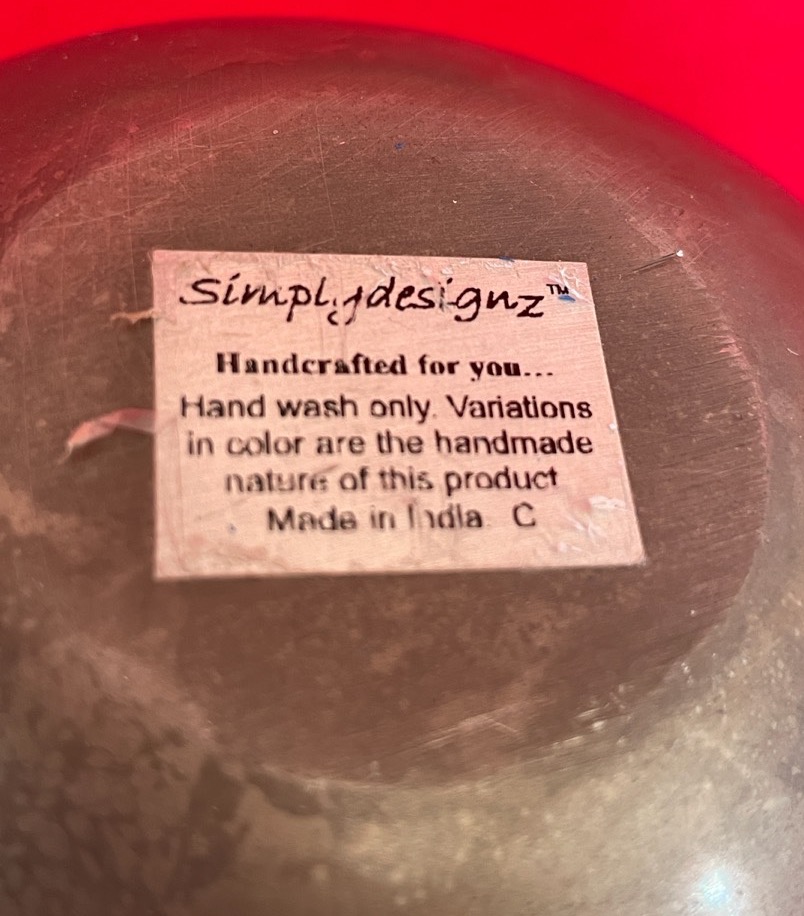 Simplydesignz™
Handcrafted for you...
Hand wash only. Variations
in color are the handmade
nature of this product
Made in India C